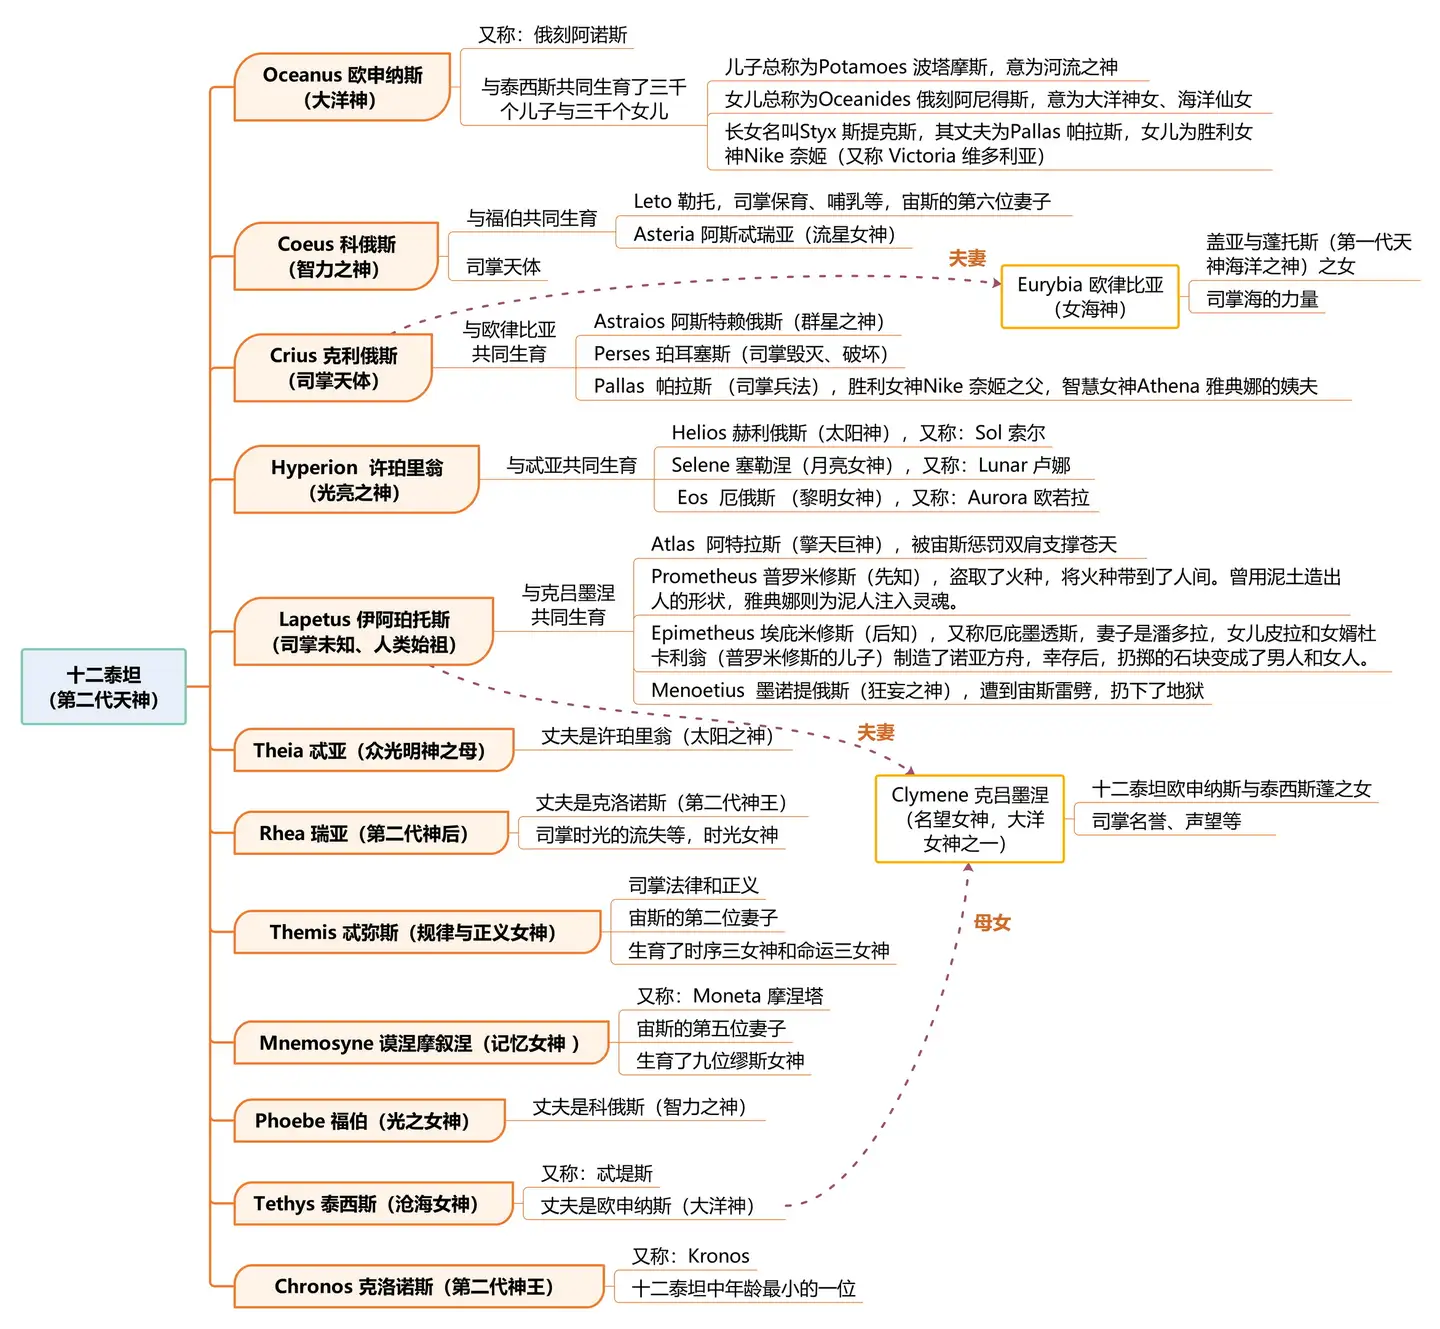 十二泰坦
(第二代天神)
Oceanus 欧申纳斯
(大洋神)
又称：俄刻阿诺斯
与泰西斯共同生育了三千
个儿子与三千个女儿
儿子总称为Potamoes 波塔摩斯，意为河流之神
女儿总称为Oceanides 俄刻阿尼得斯，意为大洋神女、海洋仙女
长女名叫Styx 斯提克斯，其丈夫为Pallas 帕拉斯，女儿为胜利女
神Nike 奈姬（又称 Victoria 维多利亚）
Coeus 科俄斯
(智力之神)
与福伯共同生育
Leto 勒托，司掌保育、哺乳等，宙斯的第六位妻子
Asteria 阿斯忒瑞亚（流星女神）
司掌天体
Crius 克利俄斯
(司掌天体)
与欧律比亚
共同生育
Astraios 阿斯特赖俄斯（群星之神）
Perses 珀耳塞斯（司掌毁灭、破坏）
Pallas 帕拉斯 （司掌兵法），胜利女神Nike 奈姬之父，智慧女神Athena 雅典娜的姨夫
夫妻
Eurybia 欧律比亚
（女海神）
盖亚与蓬托斯（第一代天
神海洋之神）之女
司掌海的力量
Hyperion 许珀里翁
(光亮之神)
与忒亚共同生育
Helios 赫利俄斯（太阳神），又称：Sol 索尔
Selene 塞勒涅（月亮女神），又称：Lunar 卢娜
Eos 厄俄斯 （黎明女神），又称：Aurora 欧若拉
Lapetus 伊阿珀托斯
(司掌未知、人类始祖)
与克吕墨涅
共同生育
Atlas 阿特拉斯（擎天巨神），被宙斯惩罚双肩支撑苍天
Prometheus 普罗米修斯（先知），盗取了火种，将火种带到了人间。曾用泥土造出
人的形状，雅典娜则为泥人注入灵魂。
Epimetheus 埃庇米修斯（后知），又称厄庇墨透斯，妻子是潘多拉，女儿皮拉和女婿杜
卡利翁（普罗米修斯的儿子）制造了诺亚方舟，幸存后，扔掷的石块变成了男人和女人。
Menoetius 墨诺提俄斯（狂妄之神），遭到宙斯雷劈，扔下了地狱
夫妻
Clymene 克吕墨涅
（名望女神，大洋
女神之一）
十二泰坦欧申纳斯与泰西斯蓬之女
司掌名誉、声望等
Theia 忒亚（众光明神之母）
丈夫是许珀里翁（太阳之神）
Rhea 瑞亚（第二代神后）
丈夫是克洛诺斯（第二代神王）
司掌时光的流失等，时光女神
Themis 忒弥斯（规律与正义女神）
司掌法律和正义
宙斯的第二位妻子
生育了时序三女神和命运三女神
母女
Mnemosyne 谟涅摩叙涅（记忆女神 ）
又称：Moneta 摩涅塔
宙斯的第五位妻子
生育了九位缪斯女神
Phoebe 福伯（光之女神）
丈夫是科俄斯（智力之神）
Tethys 泰西斯（沧海女神）
又称：忒堤斯
丈夫是欧申纳斯（大洋神）
Chronos 克洛诺斯（第二代神王）
又称：Kronos
十二泰坦中年龄最小的一位